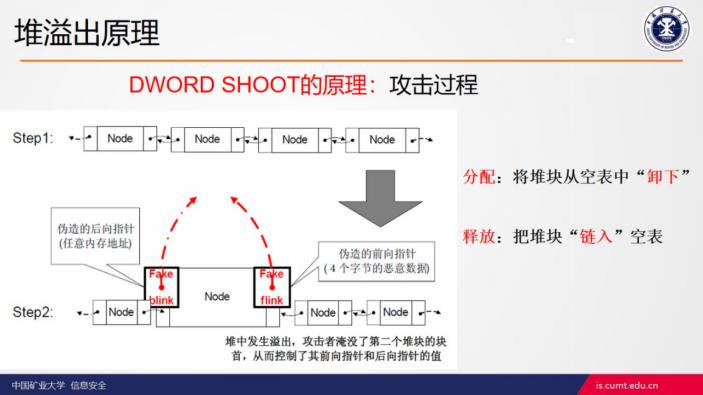 堆溢出原理
DWORD SHOOT的原理：攻击过程
Step1:
Node
Node
Node
Node
分配：将堆块从空表中“卸下”
释放：把堆块“链入”空表
伪造的后向指针
(任意内存地址)
伪造的前向指针
(４个字节的恶意数据)
Fake
blink
Node
Fake
flink
Step2:
Node
Node
Node
堆中发生溢出，攻击者淹没了第二个堆块的块
首，从而控制了其前向指针和后向指针的值
中国矿业大学 信息安全
is.cumt.edu.cn